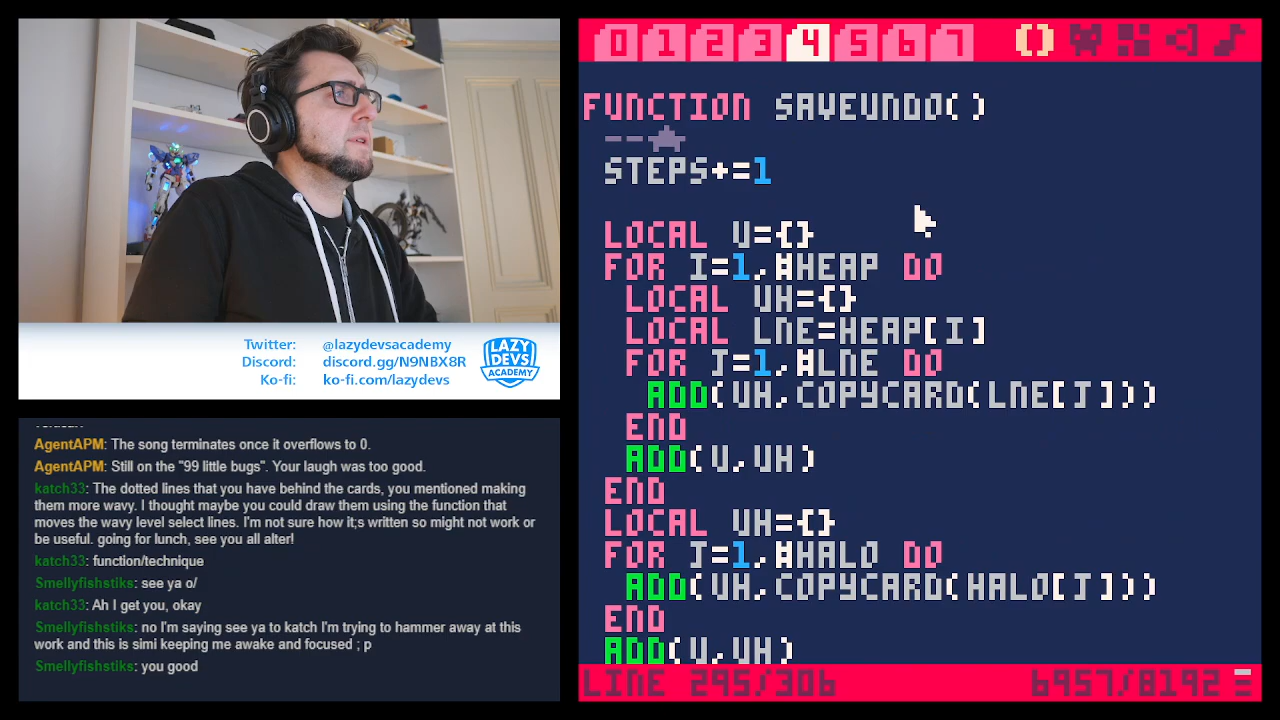 Twitter: @lazydevsacademy
Discord: discord.gg/N9NBX8R
Ko-fi: ko-fi.com/lazydevs
LAZY
DEVS
ACADEMY
AgentAPM: The song terminates once it overflows to 0.
AgentAPM: Still on the "99 little bugs". Your laugh was too good.
katch33: The dotted lines that you have behind the cards, you mentioned making
them more wavy. I thought maybe you could draw them using the function that
moves the wavy level select lines. I'm not sure how it;s written so might not work or
be useful. going for lunch, see you all alter!
katch33: function/technique
Smellyfishstiks: see ya o/
katch33: Ah I get you, okay
Smellyfishstiks: no I'm saying see ya to katch I'm trying to hammer away at this
work and this is simi keeping me awake and focused ; p
Smellyfishstiks: you good
0 1 2 3 4 5 6 7 ()
FUNCTION SAVEUNDO()
--
STEPS+=1
LOCAL U={}
FOR I=1,#HEAP DO
LOCAL UH={}
LOCAL LNE=HEAP[I]
FOR J=1,#LNE DO
ADD(UH,COPYCARD(LNE[J]))
END
ADD(U,UH)
END
LOCAL UH={}
FOR J=1,#HALO DO
ADD(UH,COPYCARD(HALO[J]))
END
ADD(U,UH)
LINE 295/306 6957/8192